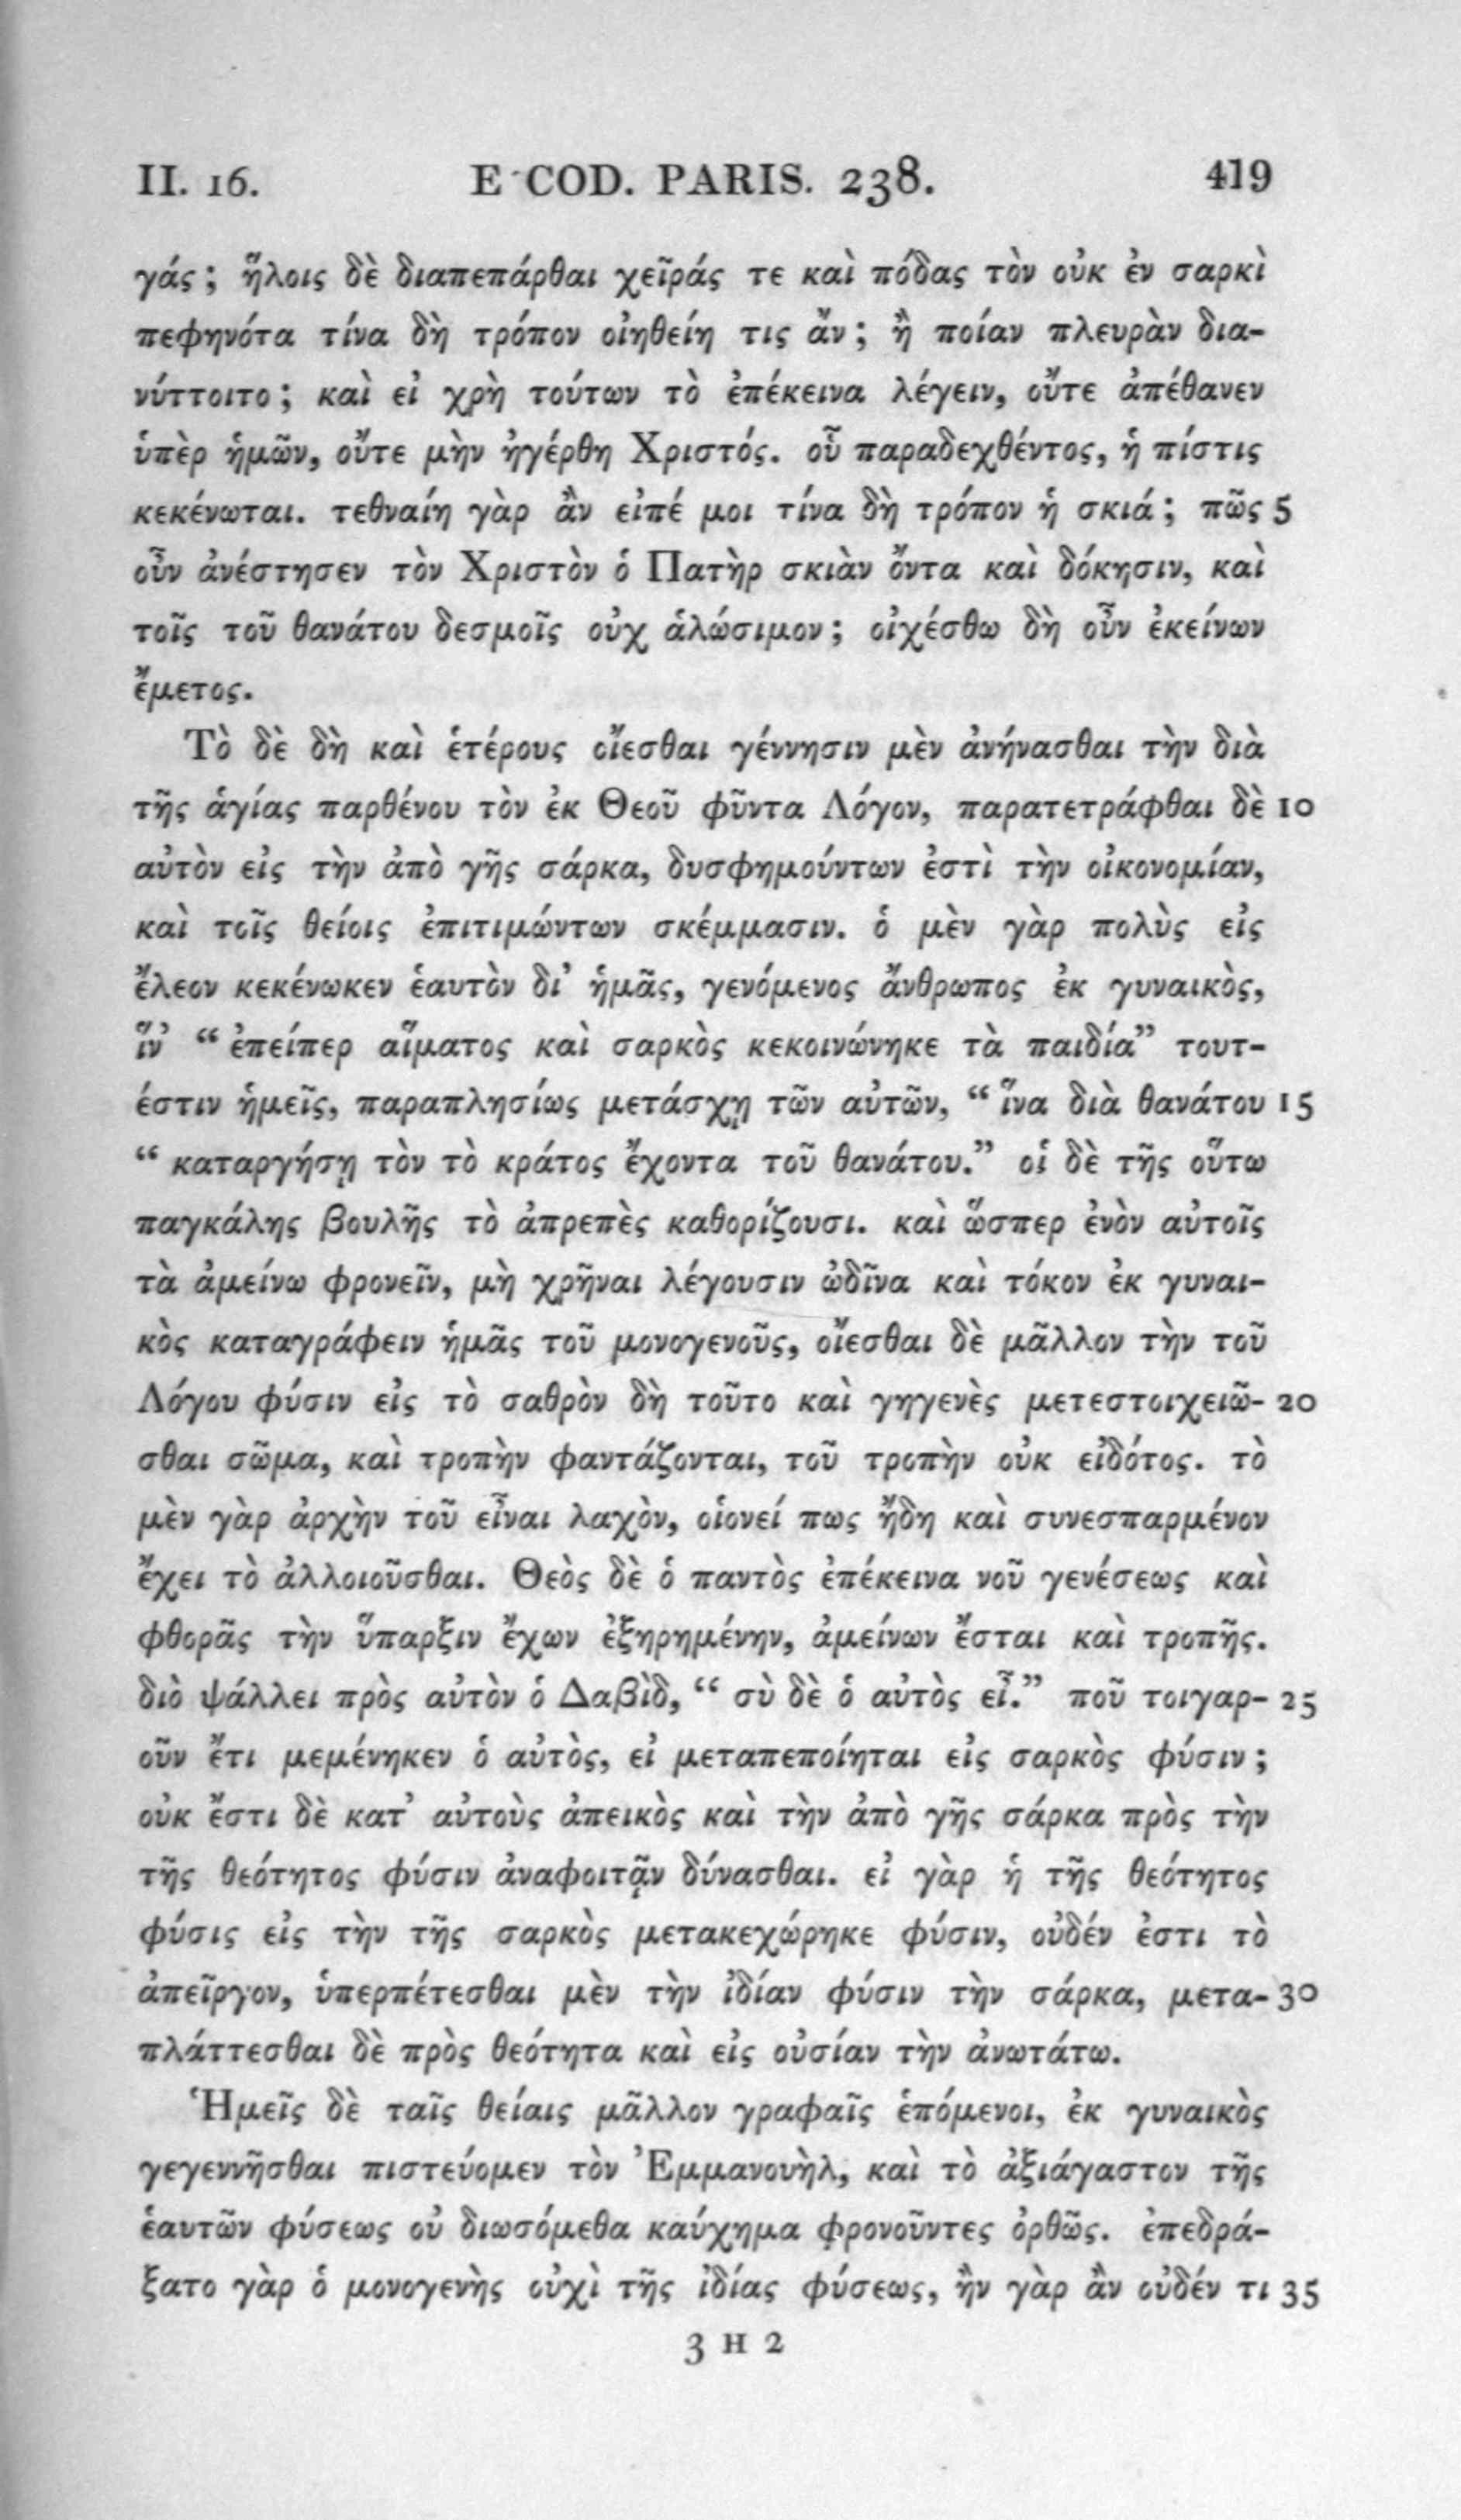 II. 16. E COD. PARIS. 238. 419
γάς; ἥλοις δὲ διαπεπάρθαι χεῖράς τε καὶ πόδας τὸν οὐκ ἐν σαρκὶ
πεφηνότα τίνα δὴ τρόπον οἰηθείη τις ἄν; ἢ ποίαν πλευρὰν δια-
νύττοιτο; καὶ εἰ χρὴ τούτων τὸ ἐπέκεινα λέγειν, οὔτε ἀπέθανεν
ὑπὲρ ἡμῶν, οὔτε μὴν ἠγέρθη Χριστός. οὗ παραδεχθέντος, ἡ πίστις
κεκένωται. τεθναίη γὰρ ἂν εἰπέ μοι τίνα δὴ τρόπον ἡ σκιά; πῶς 5
οὖν ἀνέστησεν τὸν Χριστὸν ὁ Πατὴρ σκιὰν ὄντα καὶ δόκησιν, καὶ
τοῖς τοῦ θανάτου δεσμοῖς οὐχ ἁλώσιμον; οἰχέσθω δὴ οὖν ἐκείνων
ἔμετος.
Τὸ δὲ δὴ καὶ ἑτέρους οἴεσθαι γέννησιν μὲν ἀνήνασθαι τὴν διὰ
τῆς ἁγίας παρθένου τὸν ἐκ Θεοῦ φῦντα Λόγον, παρατετράφθαι δὲ 10
αὐτὸν εἰς τὴν ἀπὸ γῆς σάρκα, δυσφημούντων ἐστὶ τὴν οἰκονομίαν,
καὶ τοῖς θείοις ἐπιτιμώντων σκέμμασιν. ὁ μὲν γὰρ πολὺς εἰς
ἔλεον κεκένωκεν ἑαυτὸν δι’ ἡμᾶς, γενόμενος ἄνθρωπος ἐκ γυναικὸς,
ἵν’ “ ἐπείπερ αἵματος καὶ σαρκὸς κεκοινώνηκε τὰ παιδία” τουτ-
έστιν ἡμεῖς, παραπλησίως μετάσχῃ τῶν αὐτῶν, “ ἵνα διὰ θανάτου 15
“ καταργήσῃ τὸν τὸ κράτος ἔχοντα τοῦ θανάτου.” οἱ δὲ τῆς οὕτω
παγκάλης βουλῆς τὸ ἀπρεπὲς καθορίζουσι. καὶ ὥσπερ ἐνὸν αὐτοῖς
τὰ ἀμείνω φρονεῖν, μὴ χρῆναι λέγουσιν ὠδῖνα καὶ τόκον ἐκ γυναι-
κὸς καταγράφειν ἡμᾶς τοῦ μονογενοῦς, οἴεσθαι δὲ μᾶλλον τὴν τοῦ
Λόγου φύσιν εἰς τὸ σαθρὸν δὴ τοῦτο καὶ γηγενὲς μετεστοιχειῶ- 20
σθαι σῶμα, καὶ τροπὴν φαντάζονται, τοῦ τροπὴν οὐκ εἰδότος. τὸ
μὲν γὰρ ἀρχὴν τοῦ εἶναι λαχὸν, οἱονεί πως ἤδη καὶ συνεσπαρμένον
ἔχει τὸ ἀλλοιοῦσθαι. Θεὸς δὲ ὁ παντὸς ἐπέκεινα νοῦ γενέσεως καὶ
φθορᾶς τὴν ὕπαρξιν ἔχων ἐξῃρημένην, ἀμείνων ἔσται καὶ τροπῆς.
διὸ ψάλλει πρὸς αὐτὸν ὁ Δαβὶδ, “ σὺ δὲ ὁ αὐτὸς εἶ.” ποῦ τοιγαρ- 25
οῦν ἔτι μεμένηκεν ὁ αὐτὸς, εἰ μεταπεποίηται εἰς σαρκὸς φύσιν;
οὐκ ἔστι δὲ κατ’ αὐτοὺς ἀπεικὸς καὶ τὴν ἀπὸ γῆς σάρκα πρὸς τὴν
τῆς θεότητος φύσιν ἀναφοιτᾷν δύνασθαι. εἰ γὰρ ἡ τῆς θεότητος
φύσις εἰς τὴν τῆς σαρκὸς μετακεχώρηκε φύσιν, οὐδέν ἐστι τὸ
ἀπεῖργον, ὑπερπέτεσθαι μὲν τὴν ἰδίαν φύσιν τὴν σάρκα, μετα- 30
πλάττεσθαι δὲ πρὸς θεότητα καὶ εἰς οὐσίαν τὴν ἀνωτάτω.
Ἡμεῖς δὲ ταῖς θείαις μᾶλλον γραφαῖς ἑπόμενοι, ἐκ γυναικὸς
γεγεννῆσθαι πιστεύομεν τὸν Ἐμμανουὴλ, καὶ τὸ ἀξιάγαστον τῆς
ἑαυτῶν φύσεως οὐ διωσόμεθα καύχημα φρονοῦντες ὀρθῶς. ἐπεδρά-
ξατο γὰρ ὁ μονογενὴς οὐχὶ τῆς ἰδίας φύσεως, ἦν γὰρ ἂν οὐδέν τι 35
3 H 2